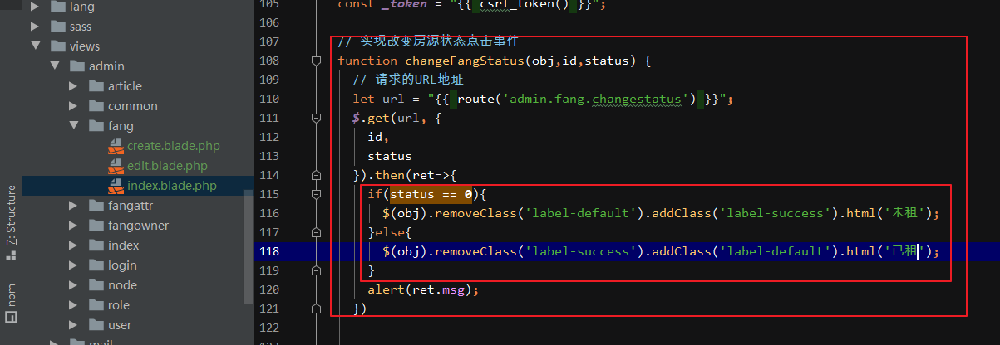 lang
sass
views
admin
article
common
fang
create.blade.php
edit.blade.php
index.blade.php
fangattr
fangowner
index
login
node
role
user
Z: Structure
npm
105 const _token = "{{ csrf_token() }}";
106
107 // 实现改变房源状态点击事件
108 function changeFangStatus(obj,id,status) {
109 // 请求的URL地址
110 let url = "{{ route('admin.fang.changestatus') }}";
111 $.get(url, {
112 id,
113 status
114 }).then(ret=>{
115 if(status == 0){
116 $(obj).removeClass('label-default').addClass('label-success').html('未租');
117 }else{
118 $(obj).removeClass('label-success').addClass('label-default').html('已租');
119 }
120 alert(ret.msg);
121 })
122